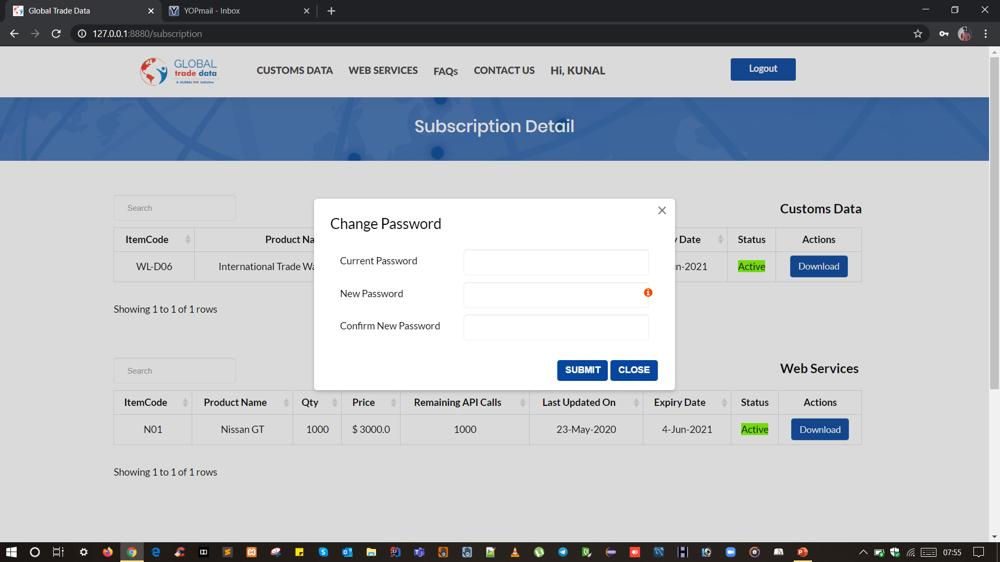 Global Trade Data
YOPmail - Inbox
127.0.0.1:8880/subscription
GLOBAL
trade data
A GLOBAL VOX Initiative
CUSTOMS DATA WEB SERVICES FAQs CONTACT US Hi, KUNAL
Logout
Subscription Detail
Search
Customs Data
ItemCode Product Na y Date Status Actions
WL-D06 International Trade Wa n-2021 Active Download
Showing 1 to 1 of 1 rows
Change Password
Current Password
New Password
Confirm New Password
SUBMIT CLOSE
Search
Web Services
ItemCode Product Name Qty Price Remaining API Calls Last Updated On Expiry Date Status Actions
N01 Nissan GT 1000 $ 3000.0 1000 23-May-2020 4-Jun-2021 Active Download
Showing 1 to 1 of 1 rows
07:55